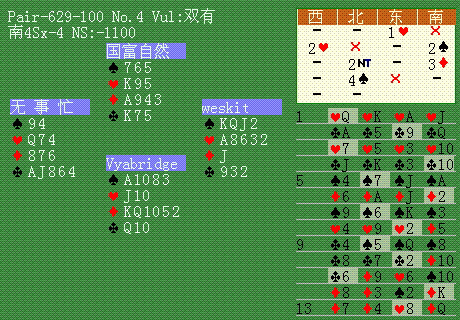 Pair-629-100 No.4 Vul:双有
南4Sx-4 NS:-1100
国富自然
♠765
♥K95
♦A943
♣K75
无 事 忙
♠94
♥Q74
♦876
♣AJ864
weskit
♠KQJ2
♥A8632
♦J
♣932
Vyabridge
♠A1083
♥J10
♦KQ1052
♣Q10
西 北 东 南
– – 1♥ ×
2♥ – – 2♠
– 2NT – 3♦
– 4♠ × –
– –
1 ♥Q ♥K ♥A ♥J
♣A ♣5 ♣9 ♣Q
♥7 ♥5 ♥3 ♥10
♣J ♣K ♣3 ♣10
5 ♠4 ♠7 ♠J ♠A
♦6 ♦A ♦J ♦2
♠9 ♠6 ♠K ♠3
♥4 ♥9 ♥2 ♦5
9 ♣4 ♠5 ♠Q ♠8
♣8 ♣7 ♣2 ♦10
♣6 ♦9 ♥6 ♠10
♦8 ♦3 ♠2 ♦K
13 ♦7 ♦4 ♥8 ♦Q